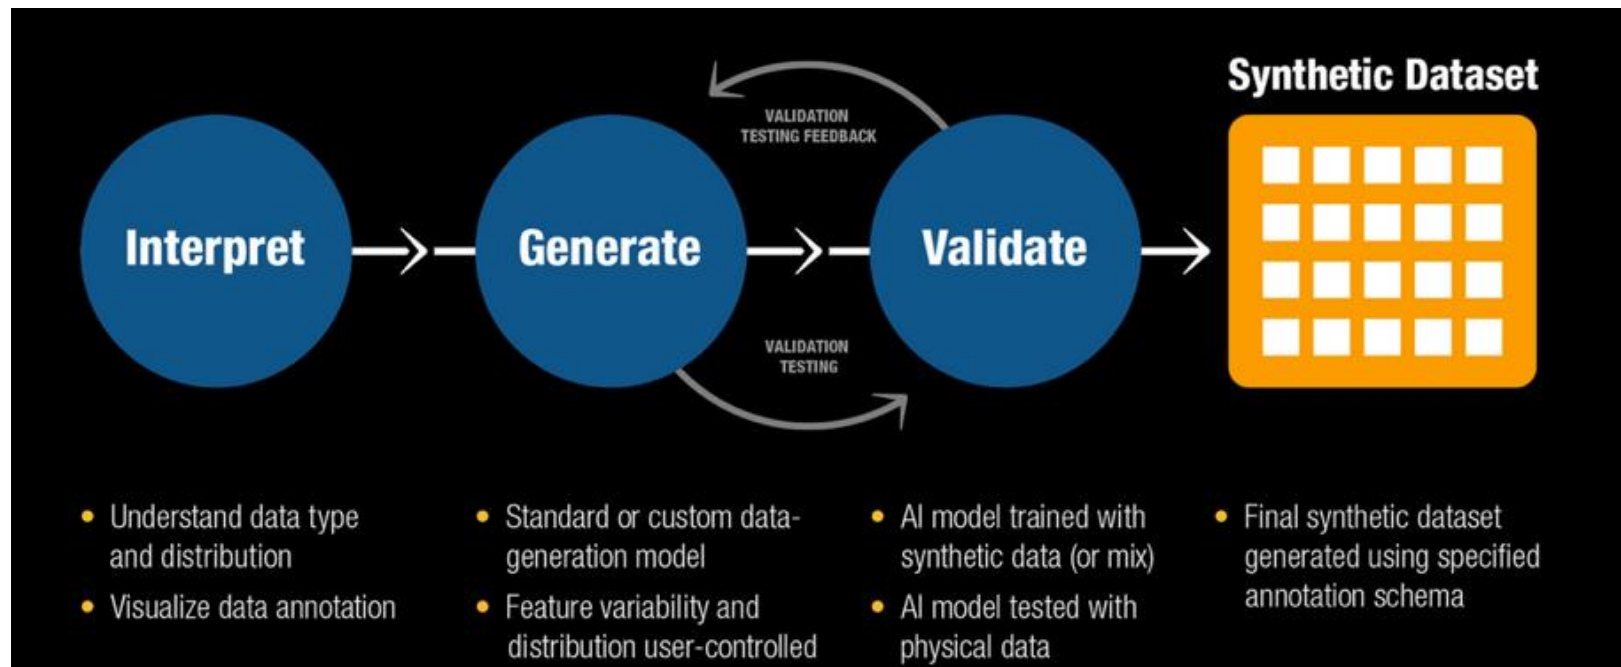 Synthetic Dataset
VALIDATION
TESTING FEEDBACK
Interpret
Generate
Validate
VALIDATION
TESTING
• Understand data type
and distribution
• Visualize data annotation
• Standard or custom data-
generation model
• Feature variability and
distribution user-controlled
• AI model trained with
synthetic data (or mix)
• AI model tested with
physical data
• Final synthetic dataset
generated using specified
annotation schema